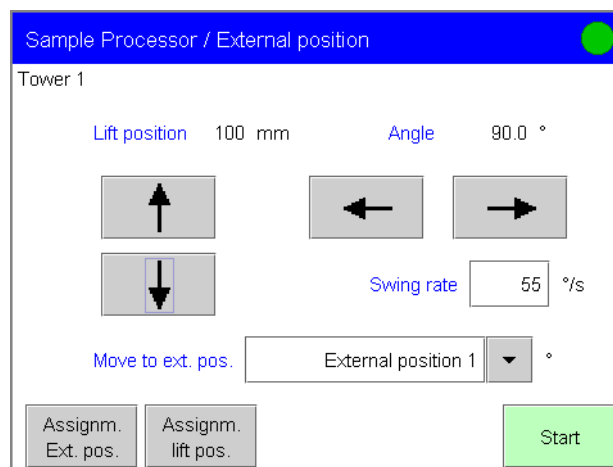 Sample Processor / External position
Tower 1
Lift position 100 mm Angle 90.0 °
Swing rate 55 °/s
Move to ext. pos. External position 1 °
Assignm. Assignm.
Ext. pos. lift pos. Start